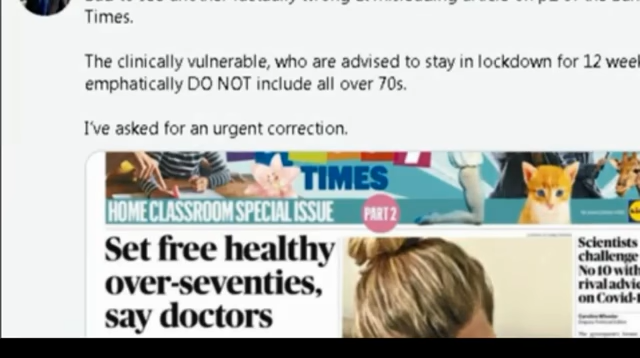 Times.
The clinically vulnerable, who are advised to stay in lockdown for 12
emphatically DO NOT include all over 70s.
I've asked for an urgent correction.
TIMES
HOME CLASSROOM SPECIAL ISSUE
PART 2
Set free healthy
over-seventies,
say doctors
Scientists
challenge
No 10 with
rival
on Covid-